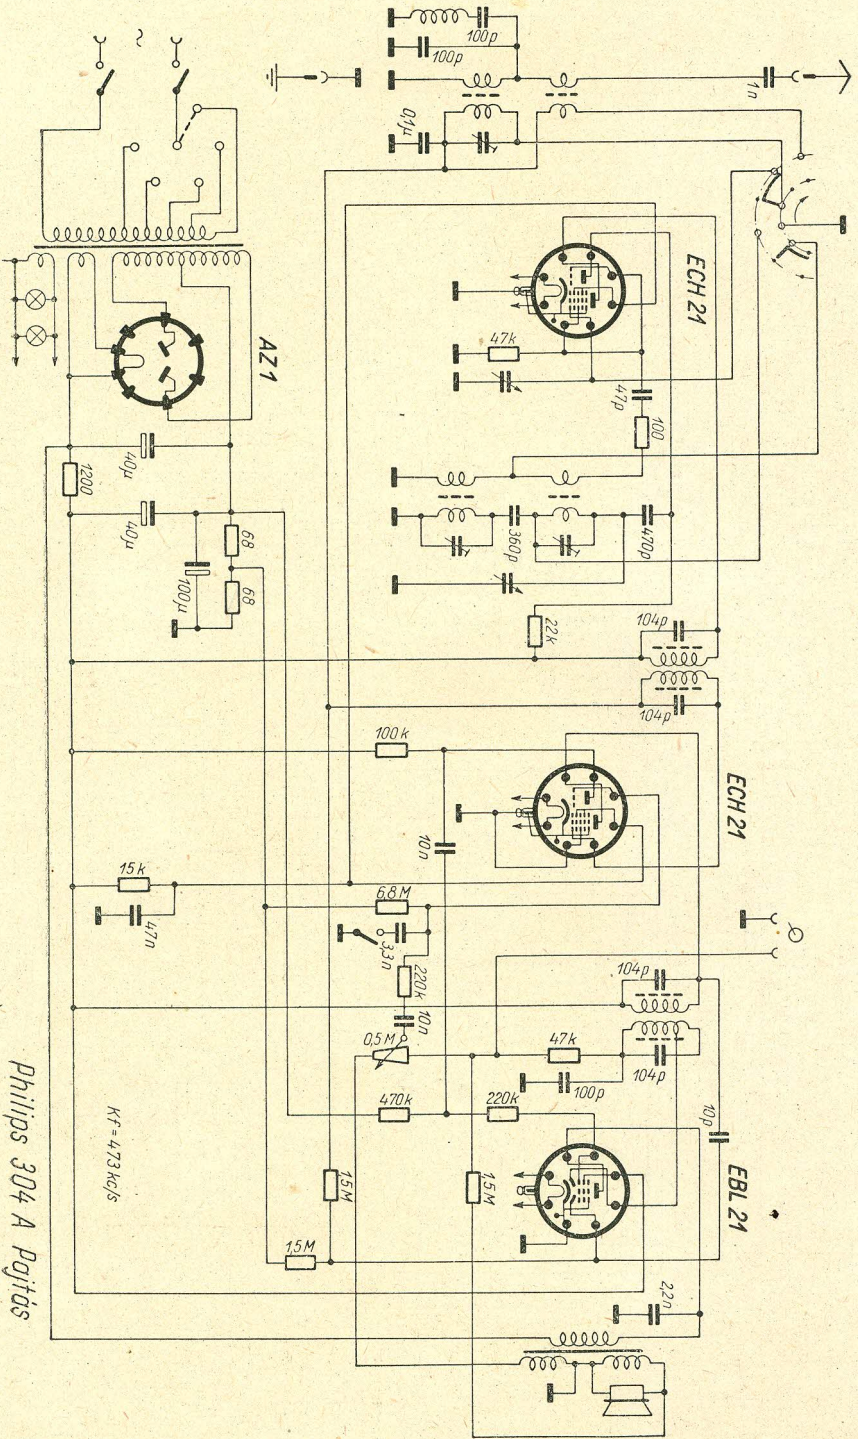 100p
100p
1n
~
0,1μ
ECH 21
47k
47p
100
AZ1
360p
470p
40μ
1200
40μ
68
68
100μ
22k
104p
104p
100k
ECH 21
10n
15k
47n
6,8M
3,3n
220k
10n
0,5M
104p
47k
104p
100p
10p
470k
220k
EBL 21
1,5M
1,5M
1,5M
2,2n
Kf=473 kc/s
Philips 304 A Pajtás